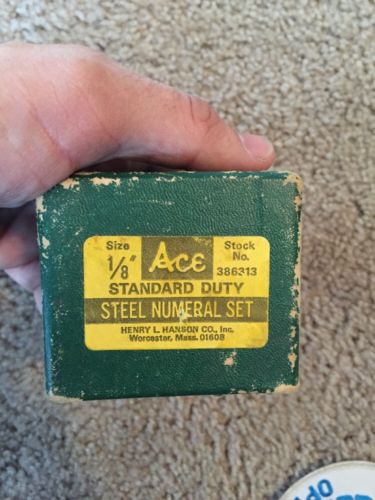 Size
1/8"
Ace
Stock
No.
386313
STANDARD DUTY
STEEL NUMERAL SET
HENRY L. HANSON CO., Inc.
Worcester, Mass. 01608